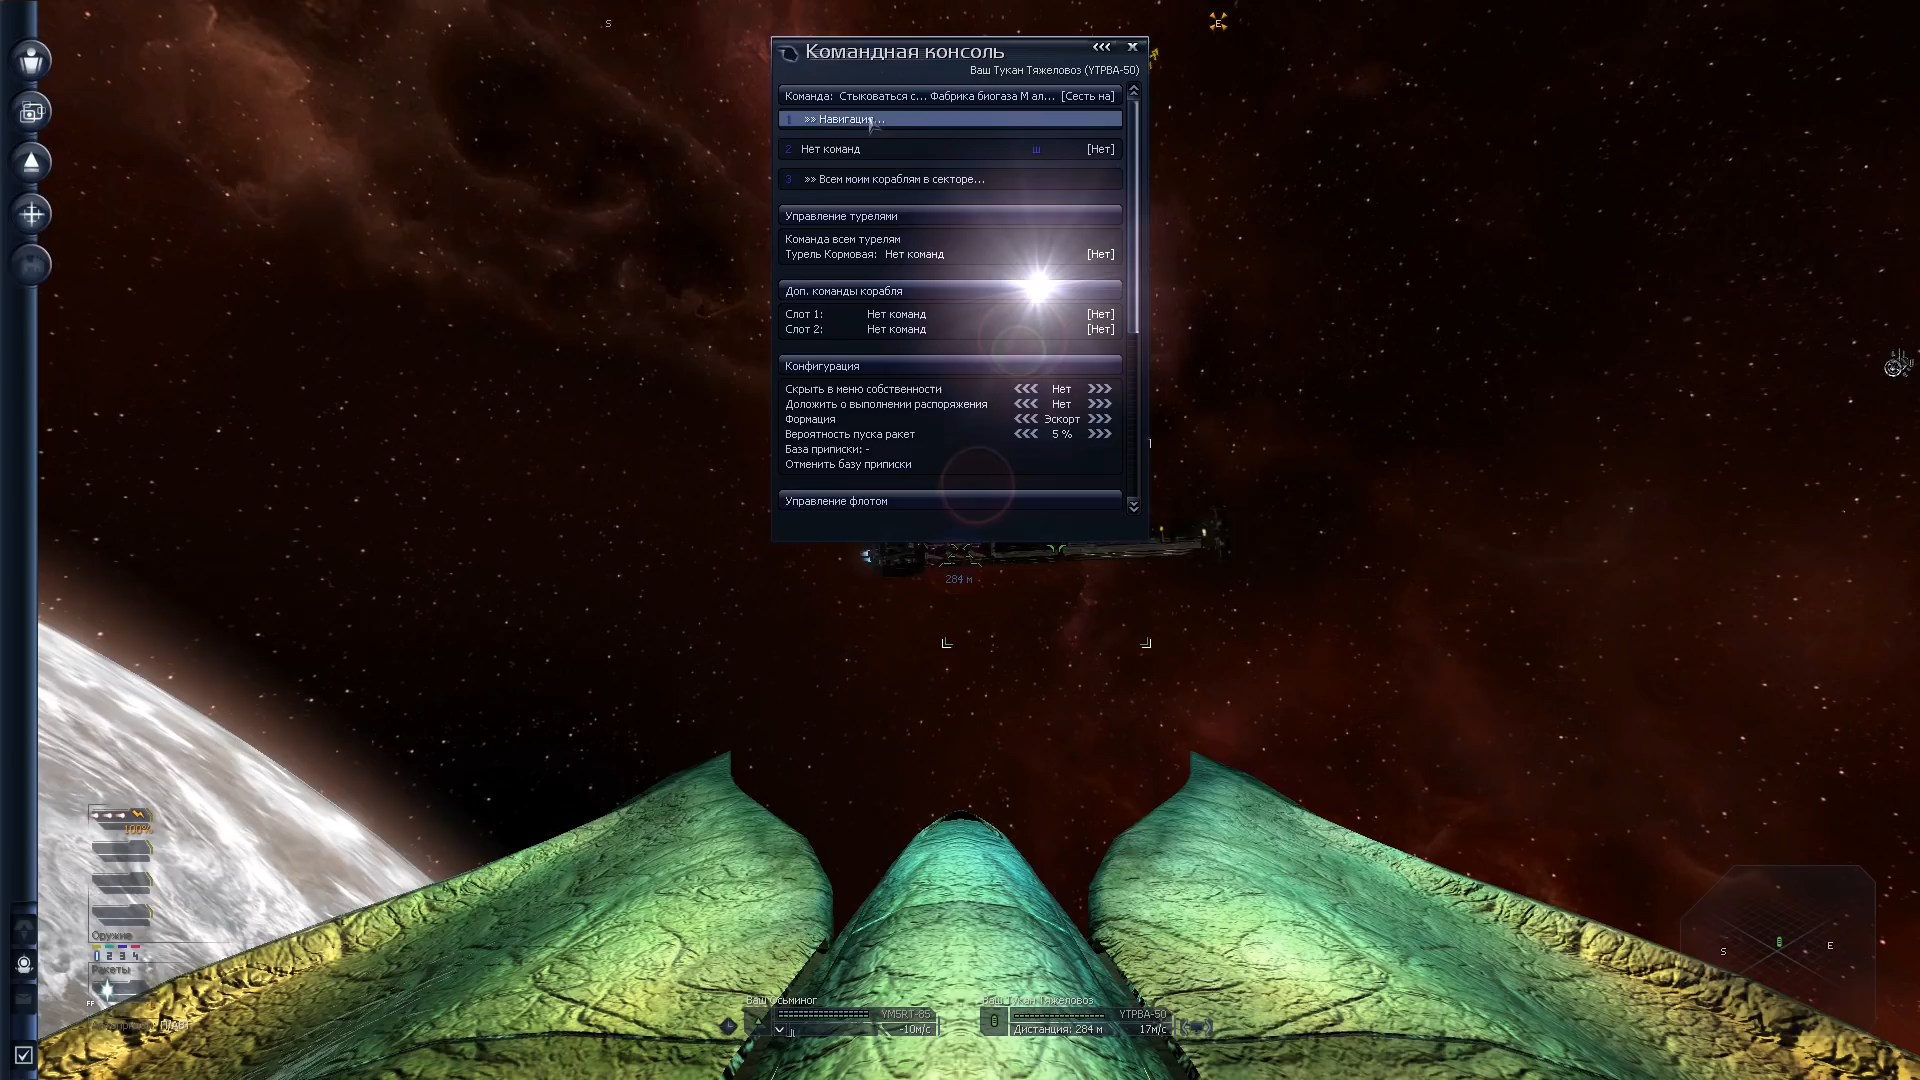 S
E
Командная консоль
Ваш Тукан Тяжеловоз (YTPBA-50)
Команда: Стыковаться с... Фабрика биогаза M ал... [Сесть на]
1 >> Навигация...
2 Нет команд ш [Нет]
3 >> Всем моим кораблям в секторе...
Управление турелями
Команда всем турелям
Турель Кормовая: Нет команд [Нет]
Доп. команды корабля
Слот 1: Нет команд [Нет]
Слот 2: Нет команд [Нет]
Конфигурация
Скрыть в меню собственности <<< Нет >>>
Доложить о выполнении распоряжения <<< Нет >>>
Формация <<< Эскорт >>>
Вероятность пуска ракет <<< 5 % >>>
База приписки: -
Отменить базу приписки
Управление флотом
284 м
100%
Оружие
1 2 3 4
Ракеты
FF
S
E
Ваш Осьминог
YM5RT-85
-10м/с
Ваш Тукан Тяжеловоз
YTPBA-50
Дистанция: 284 м 17м/с